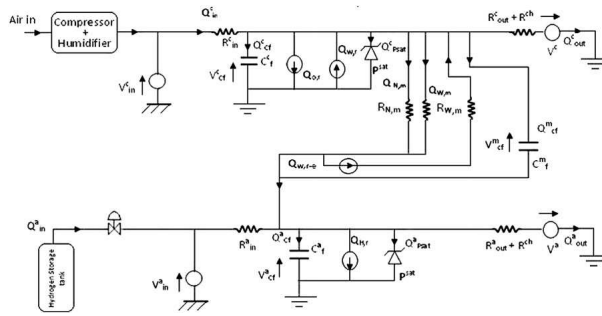 Air in
Compressor
+
Humidifier
Q^c_in
R^c_in
V^c_in
Q^c_cf
C^c_f
V^c_cf
Q_o,r
Q_w,r
Q^c_Psat
P^sat
Q_N,m
Q_W,m
R_N,m
R_W,m
R^c_out + R^ch
Q^c_out
V^c
V^m_cf
Q^m_cf
C^m_f
Q_w,r-e
Q^a_in
Hydrogen Storage
tank
V^a_in
R^a_in
Q^a_cf
C^a_f
V^a_cf
Q_H,r
Q^a_Psat
P^sat
R^a_out + R^ch
Q^a_out
V^a